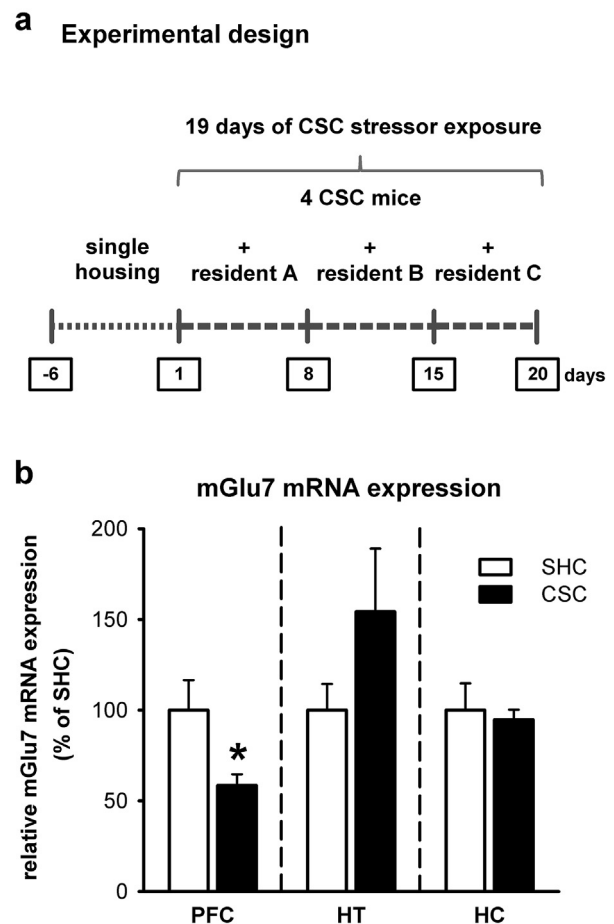 a
Experimental design
19 days of CSC stressor exposure
4 CSC mice
single
housing
+
resident A
+
resident B
+
resident C
-6
1
8
15
20
days
b
mGlu7 mRNA expression
relative mGlu7 mRNA expression
(% of SHC)
200
150
100
50
0
SHC
CSC
*
PFC
HT
HC